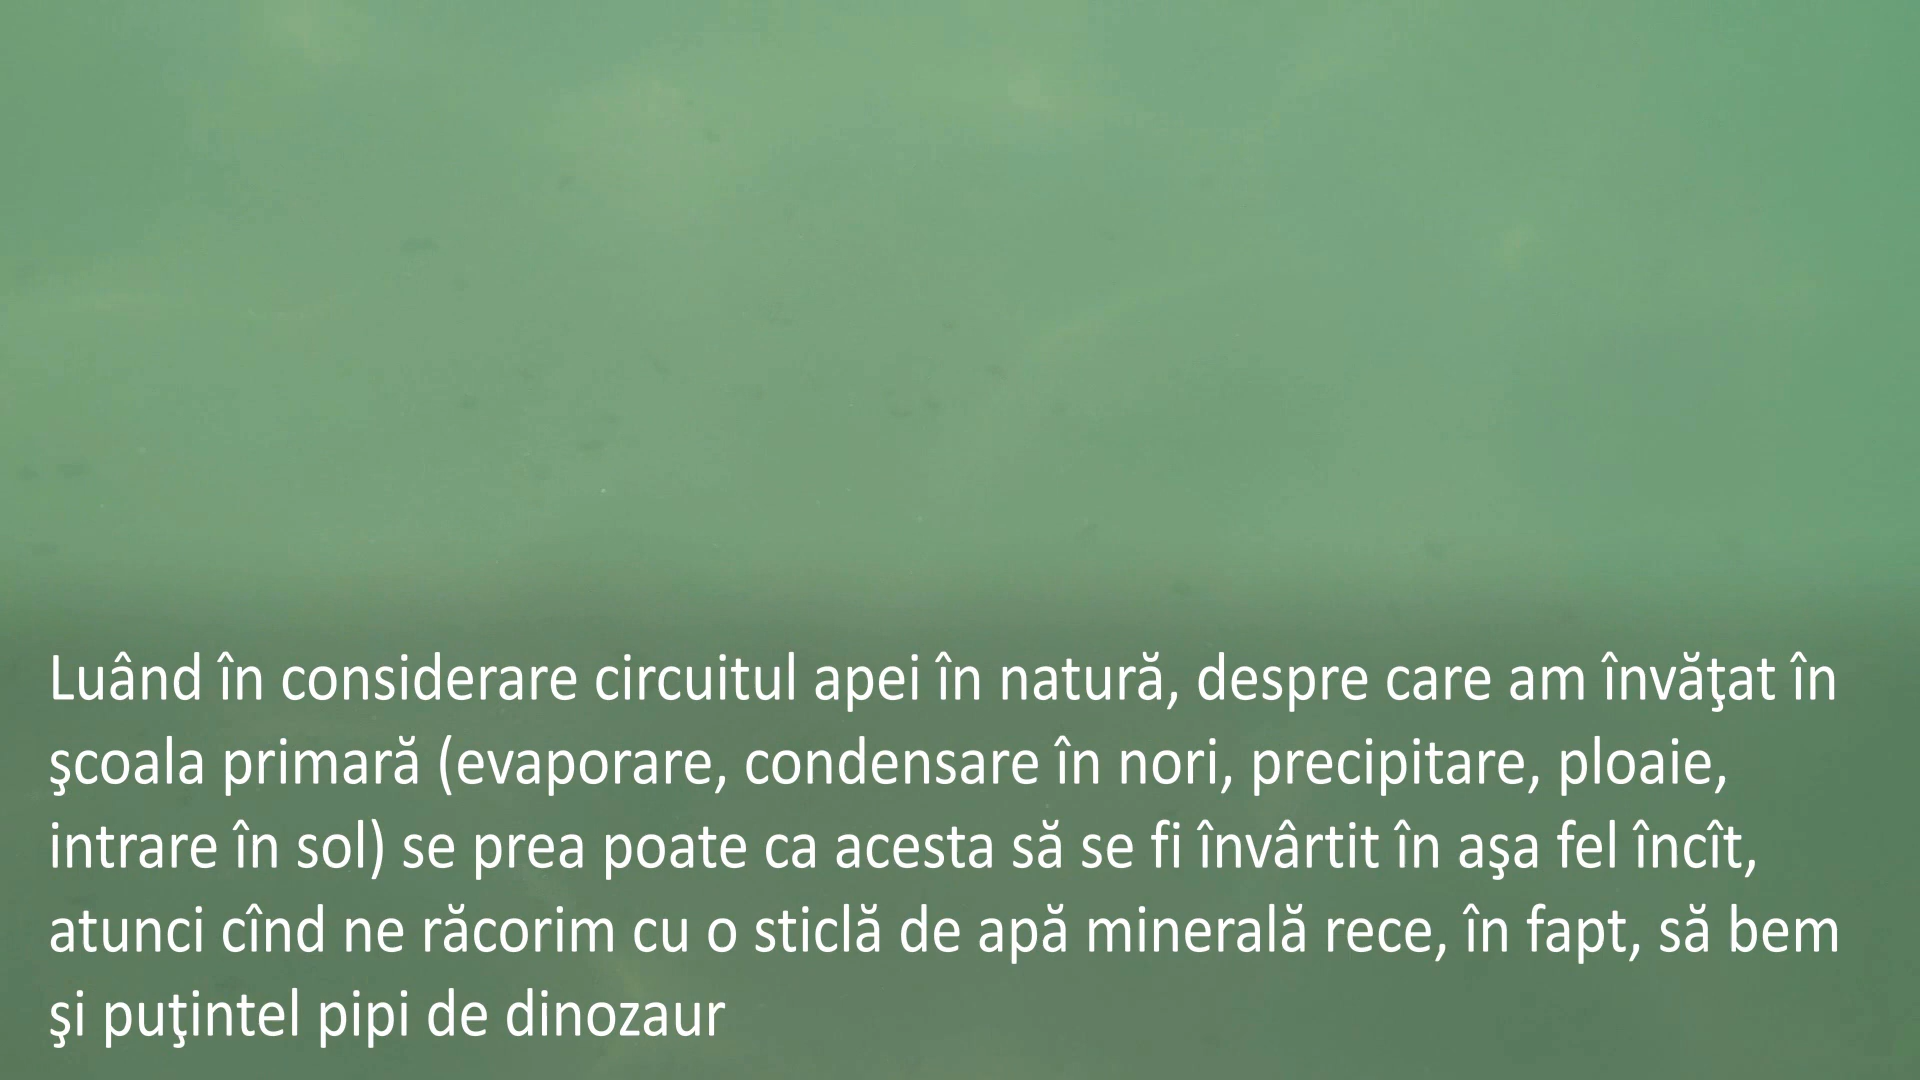 Luând în considerare circuitul apei în natură, despre care am învăţat în
şcoala primară (evaporare, condensare în nori, precipitare, ploaie,
intrare în sol) se prea poate ca acesta să se fi învârtit în aşa fel încît,
atunci cînd ne răcorim cu o sticlă de apă minerală rece, în fapt, să bem
şi puţintel pipi de dinozaur